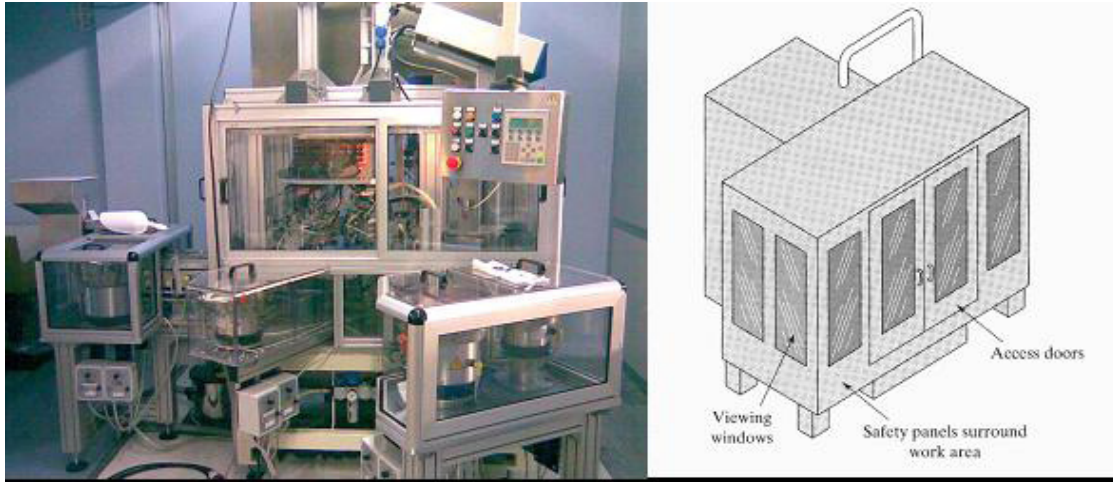 Access doors
Viewing
windows
Safety panels surround
work area